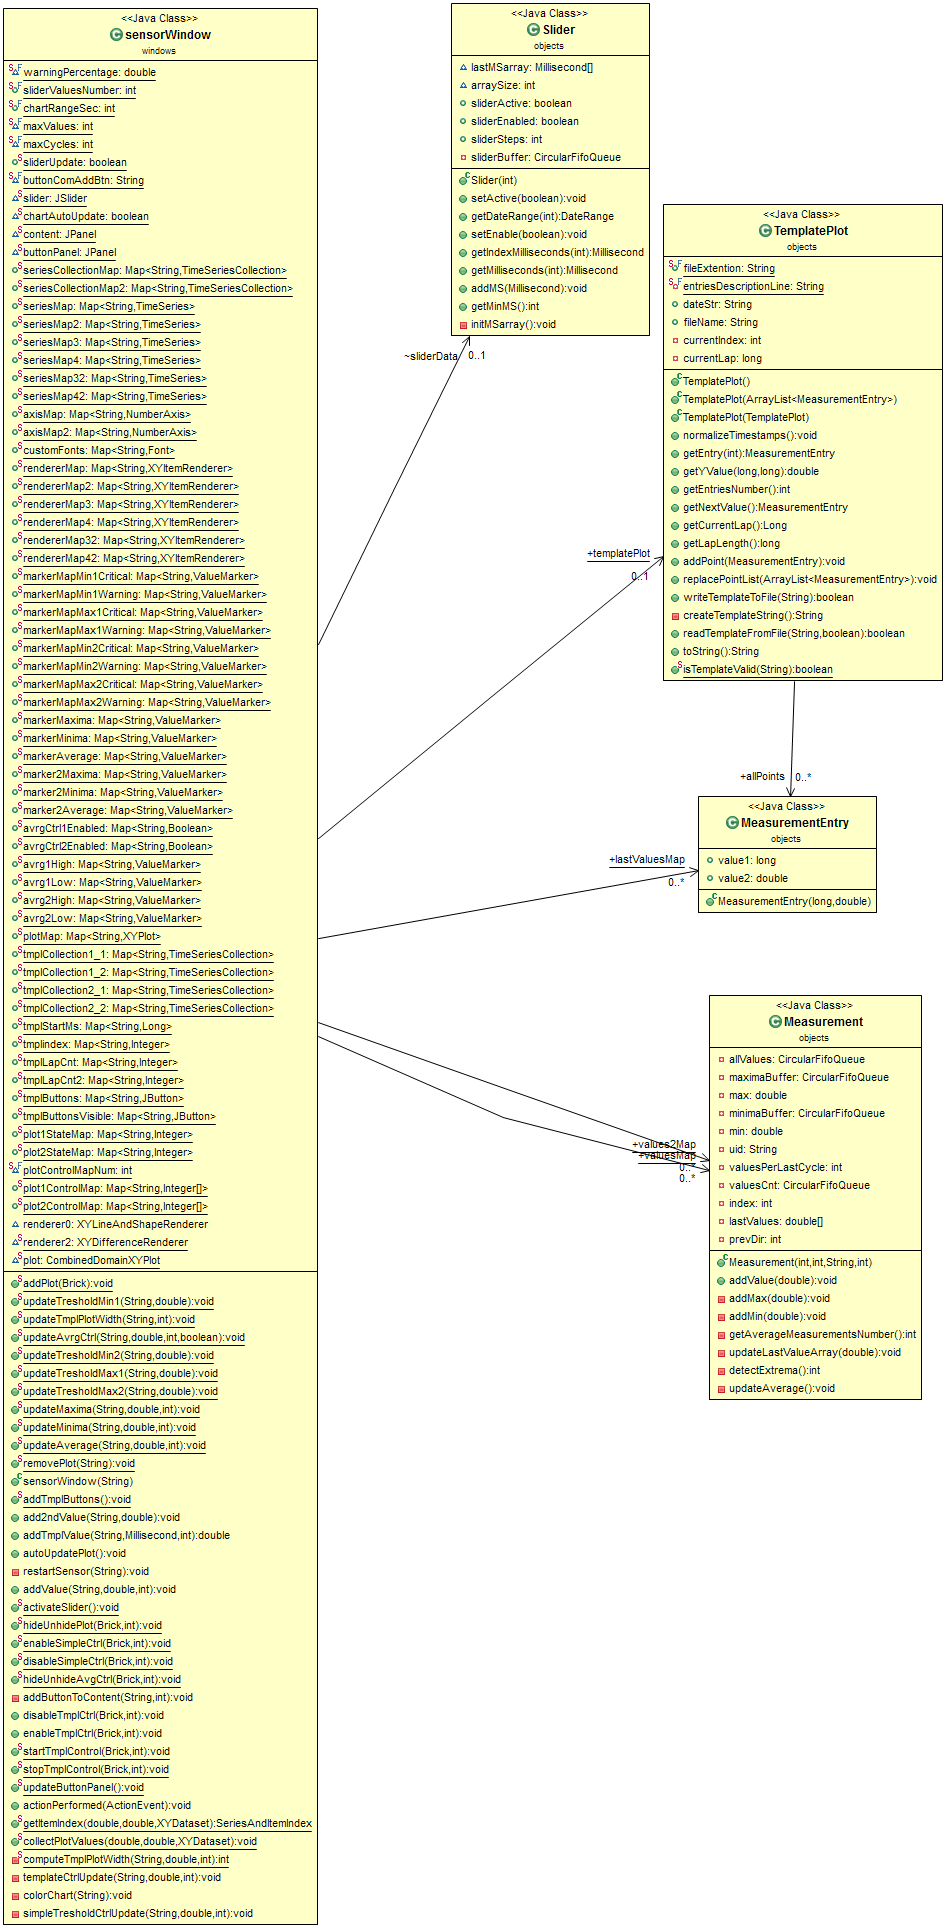 <<Java Class>>
sensorWindow
windows
warningPercentage: double
sliderValuesNumber: int
chartRangeSec: int
maxValues: int
maxCycles: int
sliderUpdate: boolean
buttonComAddBtn: String
slider: JSlider
chartAutoUpdate: boolean
content: JPanel
buttonPanel: JPanel
seriesCollectionMap: Map<String,TimeSeriesCollection>
seriesCollectionMap2: Map<String,TimeSeriesCollection>
seriesMap: Map<String,TimeSeries>
seriesMap2: Map<String,TimeSeries>
seriesMap3: Map<String,TimeSeries>
seriesMap4: Map<String,TimeSeries>
seriesMap32: Map<String,TimeSeries>
seriesMap42: Map<String,TimeSeries>
axisMap: Map<String,NumberAxis>
axisMap2: Map<String,NumberAxis>
customFonts: Map<String,Font>
rendererMap: Map<String,XYItemRenderer>
rendererMap2: Map<String,XYItemRenderer>
rendererMap3: Map<String,XYItemRenderer>
rendererMap4: Map<String,XYItemRenderer>
rendererMap32: Map<String,XYItemRenderer>
rendererMap42: Map<String,XYItemRenderer>
markerMapMin1Critical: Map<String,ValueMarker>
markerMapMin1Warning: Map<String,ValueMarker>
markerMapMax1Critical: Map<String,ValueMarker>
markerMapMax1Warning: Map<String,ValueMarker>
markerMapMin2Critical: Map<String,ValueMarker>
markerMapMin2Warning: Map<String,ValueMarker>
markerMapMax2Critical: Map<String,ValueMarker>
markerMapMax2Warning: Map<String,ValueMarker>
markerMaxima: Map<String,ValueMarker>
markerMinima: Map<String,ValueMarker>
markerAverage: Map<String,ValueMarker>
marker2Maxima: Map<String,ValueMarker>
marker2Minima: Map<String,ValueMarker>
marker2Average: Map<String,ValueMarker>
avrgCtrl1Enabled: Map<String,Boolean>
avrgCtrl2Enabled: Map<String,Boolean>
avrg1High: Map<String,ValueMarker>
avrg1Low: Map<String,ValueMarker>
avrg2High: Map<String,ValueMarker>
avrg2Low: Map<String,ValueMarker>
plotMap: Map<String,XYPlot>
tmplCollection1_1: Map<String,TimeSeriesCollection>
tmplCollection1_2: Map<String,TimeSeriesCollection>
tmplCollection2_1: Map<String,TimeSeriesCollection>
tmplCollection2_2: Map<String,TimeSeriesCollection>
tmplStartMs: Map<String,Long>
tmplIndex: Map<String,Integer>
tmplLapCnt: Map<String,Integer>
tmplLapCnt2: Map<String,Integer>
tmplButtons: Map<String,JButton>
tmplButtonsVisible: Map<String,JButton>
plot1StateMap: Map<String,Integer>
plot2StateMap: Map<String,Integer>
plotControlMapNum: int
plot1ControlMap: Map<String,Integer[]>
plot2ControlMap: Map<String,Integer[]>
renderer0: XYLineAndShapeRenderer
renderer2: XYDifferenceRenderer
plot: CombinedDomainXYPlot
addPlot(Brick):void
updateTresholdMin1(String,double):void
updateTmplPlotWidth(String,int):void
updateAvrgCtrl(String,double,int,boolean):void
updateTresholdMin2(String,double):void
updateTresholdMax1(String,double):void
updateTresholdMax2(String,double):void
updateMaxima(String,double,int):void
updateMinima(String,double,int):void
updateAverage(String,double,int):void
removePlot(String):void
sensorWindow(String)
addTmplButtons():void
add2ndValue(String,double):void
addTmplValue(String,Millisecond,int):double
autoUpdatePlot():void
restartSensor(String):void
addValue(String,double,int):void
activateSlider():void
hideUnhidePlot(Brick,int):void
enableSimpleCtrl(Brick,int):void
disableSimpleCtrl(Brick,int):void
hideUnhideAvgCtrl(Brick,int):void
addButtonToContent(String,int):void
disableTmplCtrl(Brick,int):void
enableTmplCtrl(Brick,int):void
startTmplControl(Brick,int):void
stopTmplControl(Brick,int):void
updateButtonPanel():void
actionPerformed(ActionEvent):void
getItemIndex(double,double,XYDataset):SeriesAndItemIndex
collectPlotValues(double,double,XYDataset):void
computeTmplPlotWidth(String,double,int):int
templateCtrlUpdate(String,double,int):void
colorChart(String):void
simpleTresholdCtrlUpdate(String,double,int):void
<<Java Class>>
Slider
objects
lastMSarray: Millisecond[]
arraySize: int
sliderActive: boolean
sliderEnabled: boolean
sliderSteps: int
sliderBuffer: CircularFifoQueue
Slider(int)
setActive(boolean):void
getDateRange(int):DateRange
setEnable(boolean):void
getIndexMilliseconds(int):Millisecond
getMilliseconds(int):Millisecond
addMS(Millisecond):void
getMinMS():int
initMSarray():void
~sliderData
0..1
<<Java Class>>
TemplatePlot
objects
fileExtention: String
entriesDescriptionLine: String
dateStr: String
fileName: String
currentIndex: int
currentLap: long
TemplatePlot()
TemplatePlot(ArrayList<MeasurementEntry>)
TemplatePlot(TemplatePlot)
normalizeTimestamps():void
getEntry(int):MeasurementEntry
getYValue(long,long):double
getEntriesNumber():int
getNextValue():MeasurementEntry
getCurrentLap():Long
getLapLength():long
addPoint(MeasurementEntry):void
replacePointList(ArrayList<MeasurementEntry>):void
writeTemplateToFile(String):boolean
createTemplateString():String
readTemplateFromFile(String,boolean):boolean
toString():String
isTemplateValid(String):boolean
+templatePlot
0..1
+allPoints
0..*
<<Java Class>>
MeasurementEntry
objects
value1: long
value2: double
MeasurementEntry(long,double)
+lastValuesMap
0..*
<<Java Class>>
Measurement
objects
allValues: CircularFifoQueue
maximaBuffer: CircularFifoQueue
max: double
minimaBuffer: CircularFifoQueue
min: double
uid: String
valuesPerLastCycle: int
valuesCnt: CircularFifoQueue
index: int
lastValues: double[]
prevDir: int
Measurement(int,int,String,int)
addValue(double):void
addMax(double):void
addMin(double):void
getAverageMeasurementsNumber():int
updateLastValueArray(double):void
detectExtrema():int
updateAverage():void
+values2Map
+valuesMap
0..*
0..*